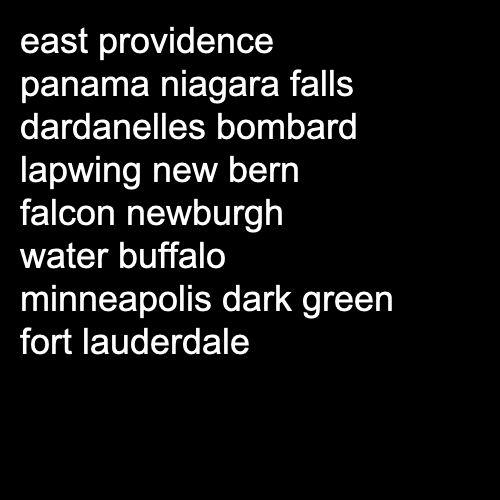 east providence
panama niagara falls
dardanelles bombard
lapwing new bern
falcon newburgh
water buffalo
minneapolis dark green
fort lauderdale